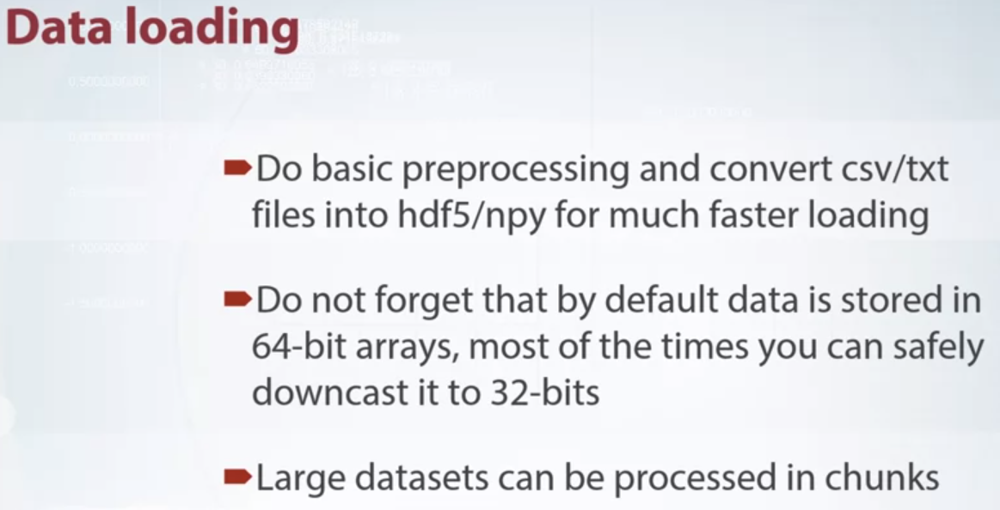 Data loading
Do basic preprocessing and convert csv/txt
files into hdf5/npy for much faster loading
Do not forget that by default data is stored in
64-bit arrays, most of the times you can safely
downcast it to 32-bits
Large datasets can be processed in chunks